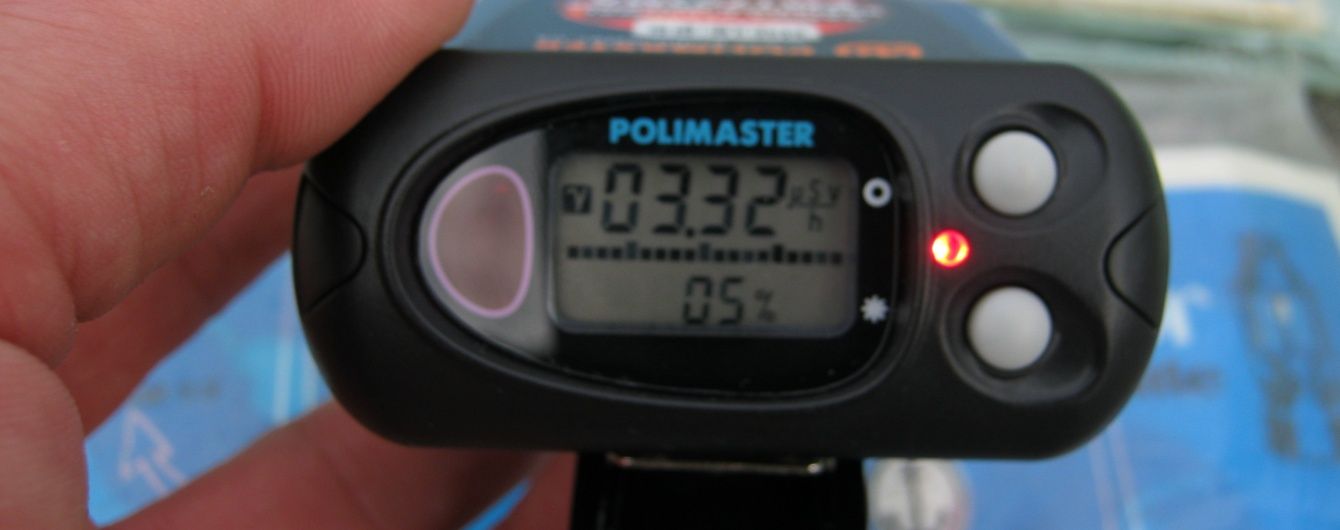 POLIMASTER
γ 03.32 μSv/h
05%